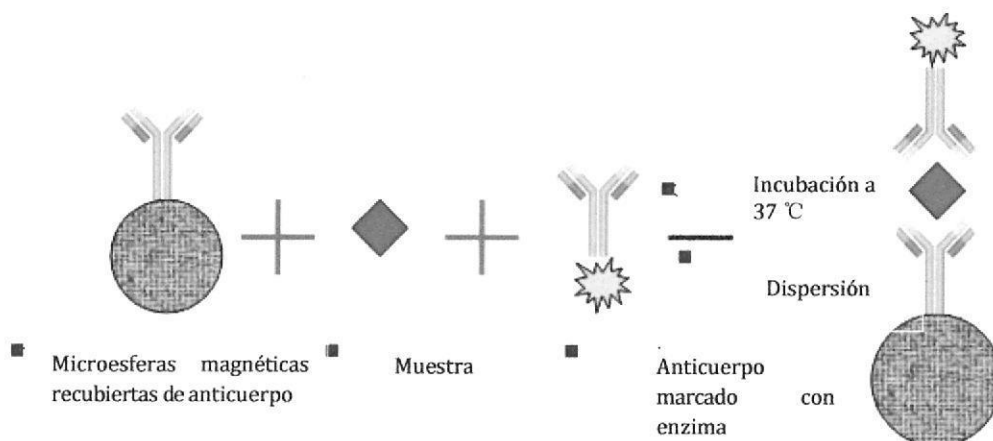 Incubación a
37 ℃
Dispersión
Microesferas magnéticas
recubiertas de anticuerpo
Muestra
Anticuerpo
marcado con
enzima